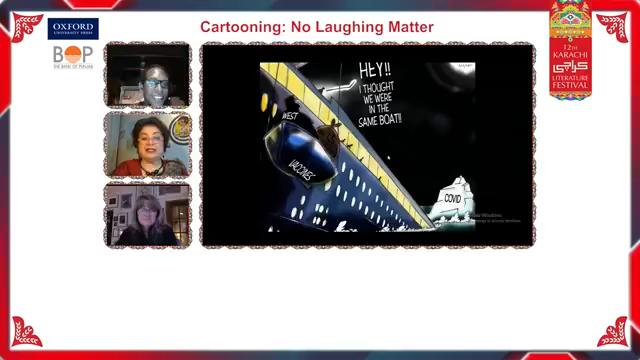 Cartooning: No Laughing Matter
OXFORD
UNIVERSITY PRESS
BOP
THE BANK OF PUNJAB
12TH
KARACHI
کراچی
LITERATURE
FESTIVAL
HEY!!
I THOUGHT
WE WERE
IN THE
SAME BOAT!!
WEST
VACCINES
COVID